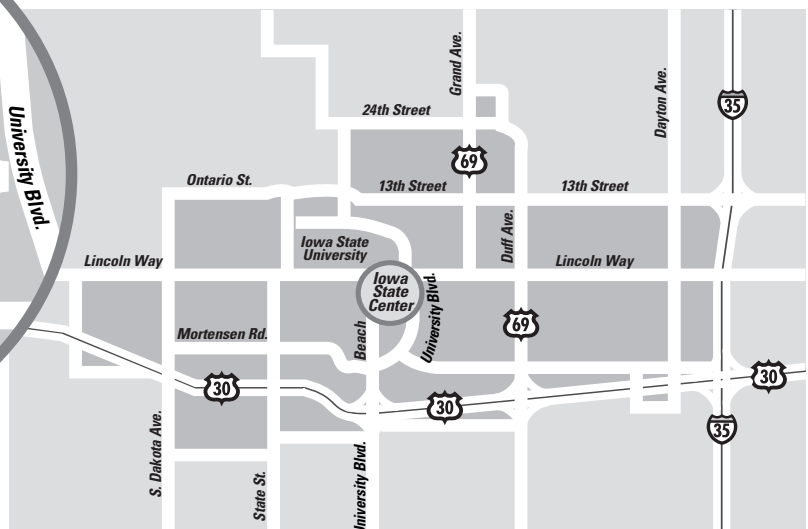 University Blvd.
Grand Ave.
Dayton Ave.
35
24th Street
69
Ontario St.
13th Street
13th Street
Duff Ave.
Iowa State
University
Lincoln Way
Lincoln Way
Iowa
State
Center
University Blvd.
Beach
Mortensen Rd.
69
30
30
30
S. Dakota Ave.
State St.
University Blvd.
35